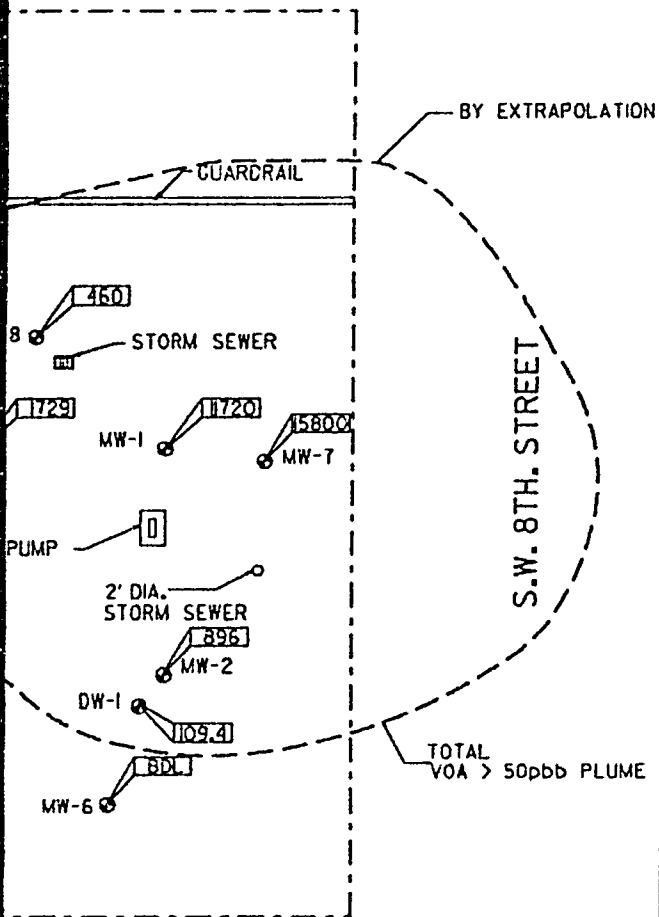 BY EXTRAPOLATION
GUARDRAIL
460
8
STORM SEWER
1729
1720
15800
MW-1
MW-7
S.W. 8TH. STREET
PUMP
2' DIA.
STORM SEWER
896
MW-2
DW-1
109.4
TOTAL
VOA > 50pbb PLUME
BDL
MW-6